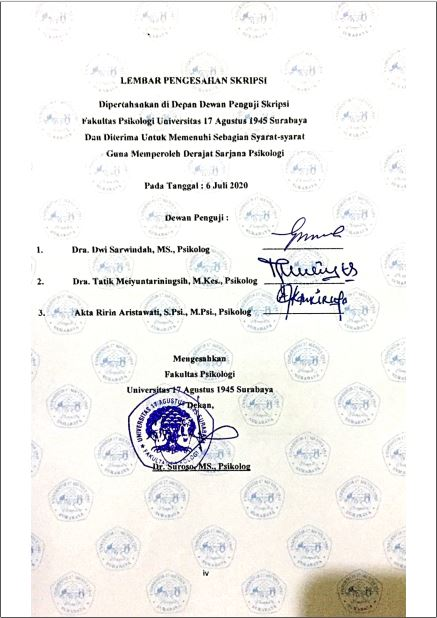 LEMBAR PENGESAHAN SKRIPSI
Dipertahankan di Depan Dewan Penguji Skripsi
Fakultas Psikologi Universitas 17 Agustus 1945 Surabaya
Dan Diterima Untuk Memenuhi Sebagian Syarat-syarat
Guna Memperoleh Derajat Sarjana Psikologi
Pada Tanggal : 6 Juli 2020
Dewan Penguji :
1. Dra. Dwi Sarwindah, MS., Psikolog
2. Dra. Tatik Meiyuntariningsih, M.Kes., Psikolog
3. Akta Ririn Aristawati, S.Psi., M.Psi., Psikolog
Mengesahkan
Fakultas Psikologi
Universitas 17 Agustus 1945 Surabaya
Dekan,
UNIVERSITAS 17 AGUSTUS 1945 SURABAYA
FAKULTAS PSIKOLOGI
Dr. Suroso, MS., Psikolog
iv